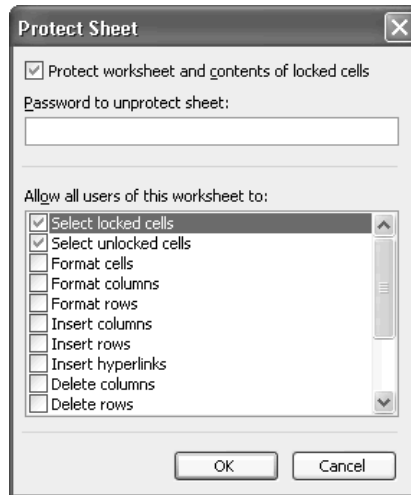 Protect Sheet
Protect worksheet and contents of locked cells
Password to unprotect sheet:
Allow all users of this worksheet to:
Select locked cells
Select unlocked cells
Format cells
Format columns
Format rows
Insert columns
Insert rows
Insert hyperlinks
Delete columns
Delete rows
OK Cancel